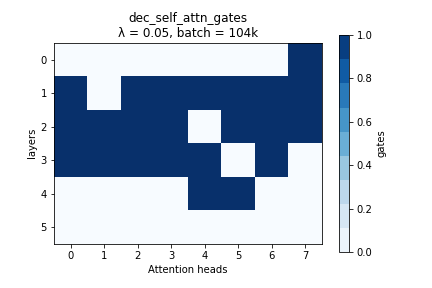 dec_self_attn_gates
λ = 0.05, batch = 104k
layers
0
1
2
3
4
5
0 1 2 3 4 5 6 7
Attention heads
1.0
0.8
0.6
0.4
0.2
0.0
gates